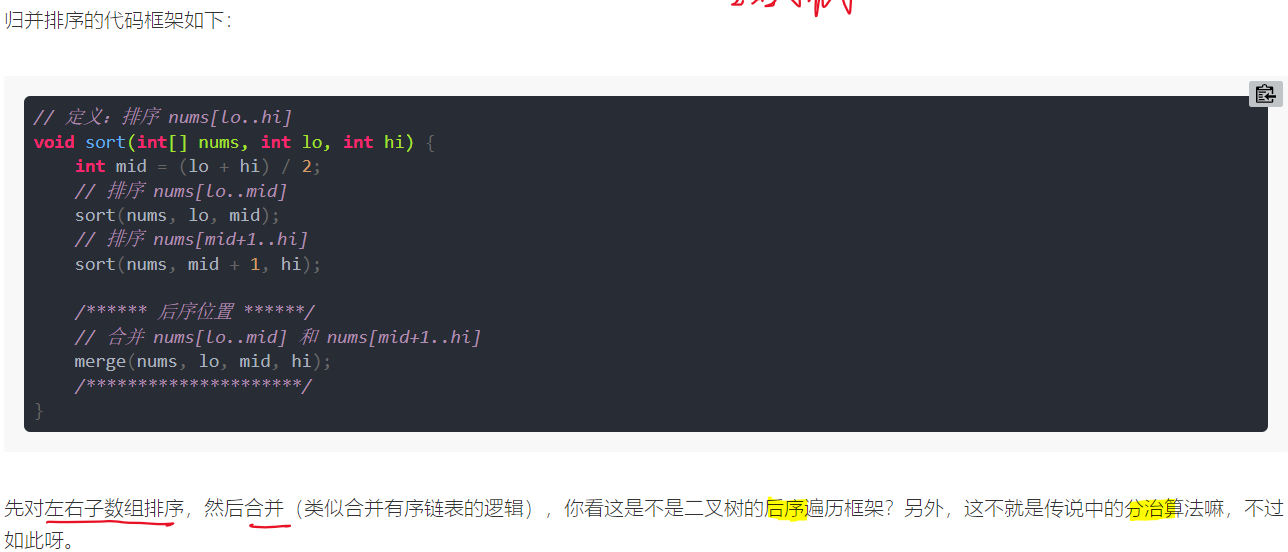 归并排序的代码框架如下：
// 定义：排序 nums[lo..hi]
void sort(int[] nums, int lo, int hi) {
    int mid = (lo + hi) / 2;
    // 排序 nums[lo..mid]
    sort(nums, lo, mid);
    // 排序 nums[mid+1..hi]
    sort(nums, mid + 1, hi);
    /****** 后序位置 ******/
    // 合并 nums[lo..mid] 和 nums[mid+1..hi]
    merge(nums, lo, mid, hi);
    /*********************/
}
先对左右子数组排序，然后合并（类似合并有序链表的逻辑），你看这是不是二叉树的后序遍历框架？另外，这不就是传说中的分治算法嘛，不过
如此呀。